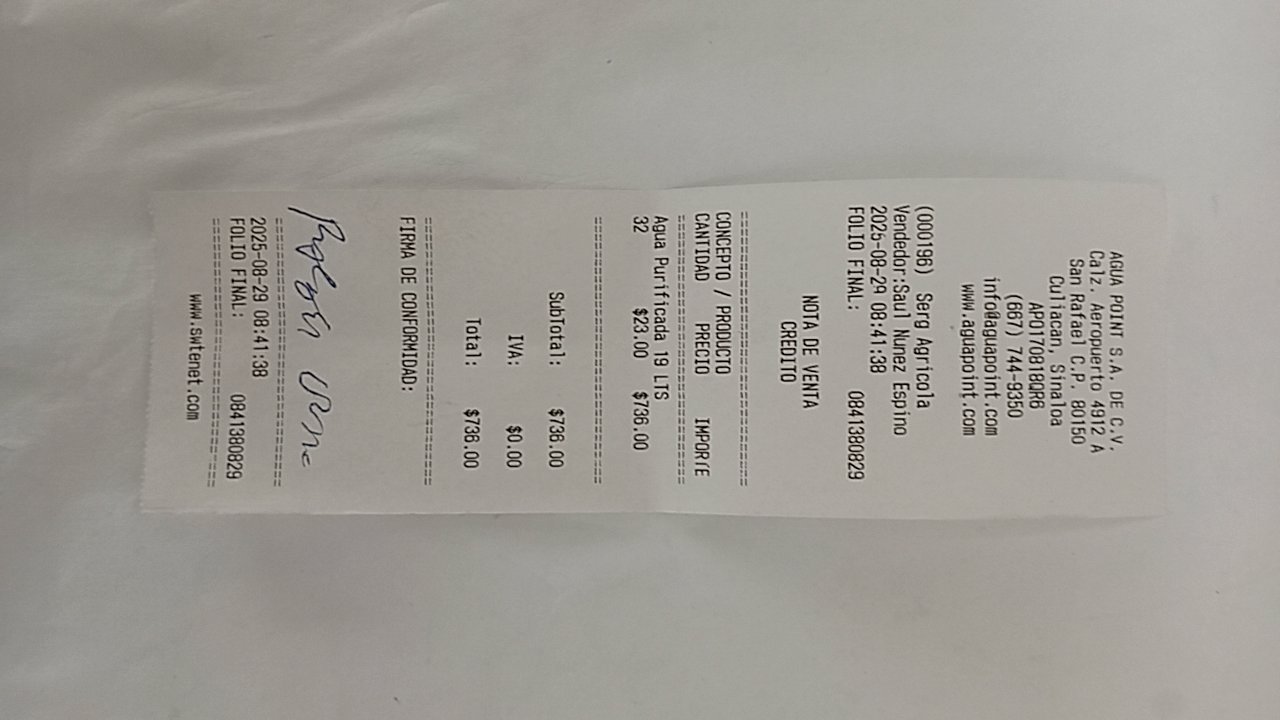 AGUA POINT S.A. DE C.V.
Calz. Aeropuerto 4912 A
San Rafael C.P. 80150
Culiacan, Sinaloa
APO170818QR6
(667) 744-9350
info@aguapoint.com
www.aguapoint.com
(000196) Serg Agricola
Vendedor:Saul Nunez Espino
2025-08-29 08:41:38
FOLIO FINAL: 0841380829
NOTA DE VENTA
CREDITO
================================
CONCEPTO / PRODUCTO
CANTIDAD PRECIO IMPORTE
================================
Agua Purificada 19 LTS
32 $23.00 $736.00
================================
SubTotal: $736.00
IVA: $0.00
Total: $736.00
================================
FIRMA DE CONFORMIDAD:
================================
2025-08-29 08:41:38
FOLIO FINAL: 0841380829
================================
www.swtenet.com